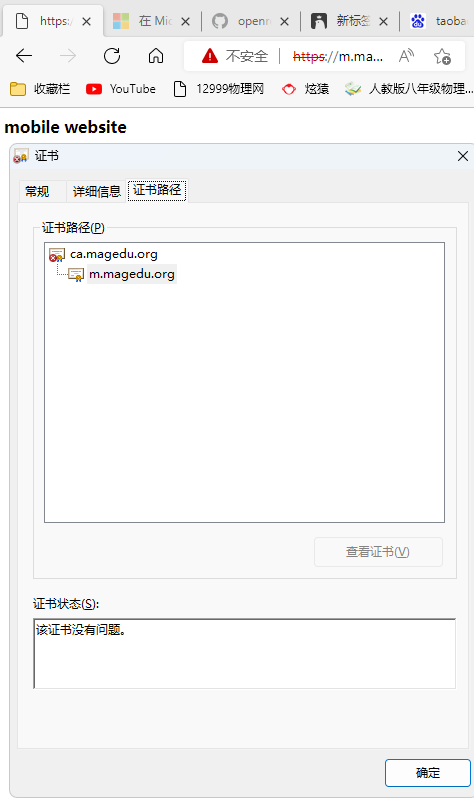 https:/
在 Mic
openn
新标签
taoba
不安全
https://m.ma...
A
收藏栏
YouTube
12999物理网
炫猿
人教版八年级物理...
mobile website
证书
常规
详细信息
证书路径
证书路径(P)
ca.magedu.org
m.magedu.org
查看证书(V)
证书状态(S):
该证书没有问题。
确定